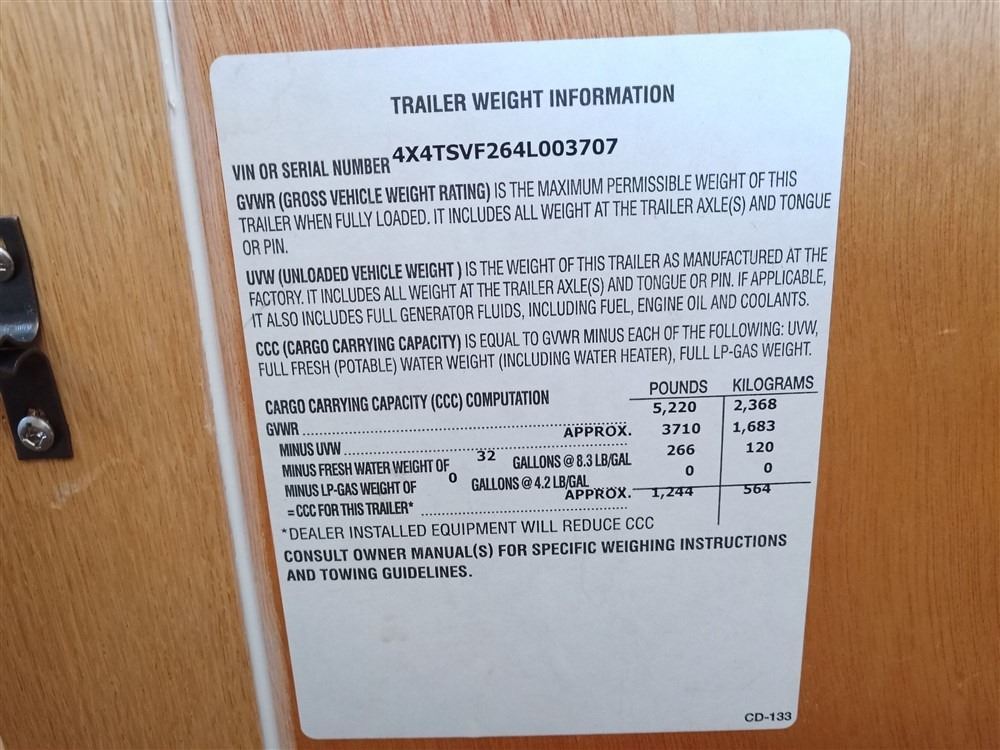 TRAILER WEIGHT INFORMATION
VIN OR SERIAL NUMBER 4X4TSVF264L003707
GVWR (GROSS VEHICLE WEIGHT RATING) IS THE MAXIMUM PERMISSIBLE WEIGHT OF THIS
TRAILER WHEN FULLY LOADED. IT INCLUDES ALL WEIGHT AT THE TRAILER AXLE(S) AND TONGUE
OR PIN.
UVW (UNLOADED VEHICLE WEIGHT ) IS THE WEIGHT OF THIS TRAILER AS MANUFACTURED AT THE
FACTORY. IT INCLUDES ALL WEIGHT AT THE TRAILER AXLE(S) AND TONGUE OR PIN. IF APPLICABLE,
IT ALSO INCLUDES FULL GENERATOR FLUIDS, INCLUDING FUEL, ENGINE OIL AND COOLANTS.
CCC (CARGO CARRYING CAPACITY) IS EQUAL TO GVWR MINUS EACH OF THE FOLLOWING: UVW,
FULL FRESH (POTABLE) WATER WEIGHT (INCLUDING WATER HEATER), FULL LP-GAS WEIGHT.
CARGO CARRYING CAPACITY (CCC) COMPUTATION POUNDS KILOGRAMS
GVWR 5,220 2,368
MINUS UVW APPROX. 3710 1,683
MINUS FRESH WATER WEIGHT OF 32 GALLONS @ 8.3 LB/GAL 266 120
MINUS LP-GAS WEIGHT OF 0 GALLONS @ 4.2 LB/GAL 0 0
= CCC FOR THIS TRAILER* APPROX. 1,244 564
*DEALER INSTALLED EQUIPMENT WILL REDUCE CCC
CONSULT OWNER MANUAL(S) FOR SPECIFIC WEIGHING INSTRUCTIONS
AND TOWING GUIDELINES.
CD-133